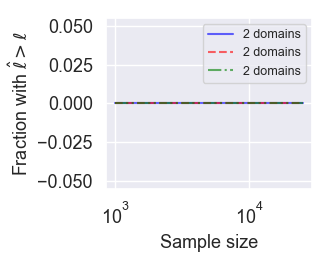 0.050
0.025
0.000
−0.025
−0.050
Fraction with ℓ̂ > ℓ
2 domains
2 domains
2 domains
10³
10⁴
Sample size